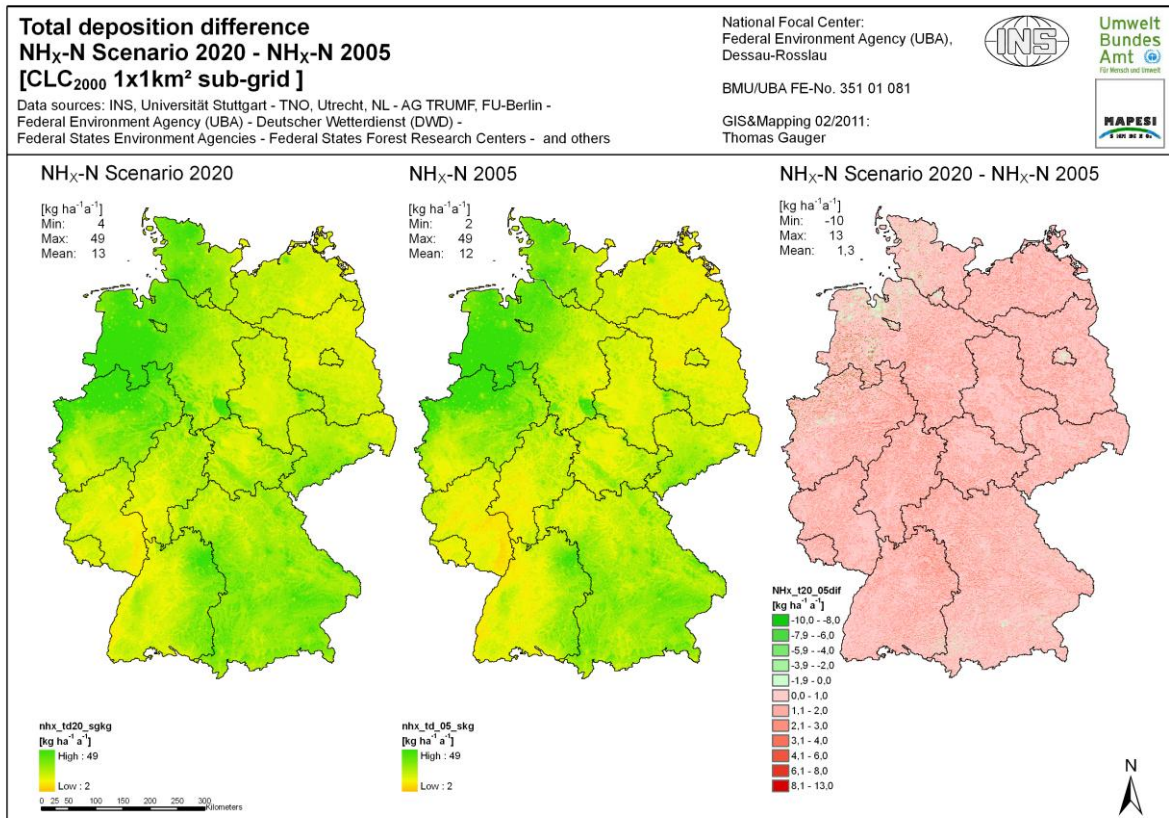 Total deposition difference
NHX-N Scenario 2020 - NHX-N 2005
[CLC2000 1x1km² sub-grid ]
Data sources: INS, Universität Stuttgart - TNO, Utrecht, NL - AG TRUMF, FU-Berlin -
Federal Environment Agency (UBA) - Deutscher Wetterdienst (DWD) -
Federal States Environment Agencies - Federal States Forest Research Centers - and others
National Focal Center:
Federal Environment Agency (UBA),
Dessau-Rosslau
BMU/UBA FE-No. 351 01 081
GIS&Mapping 02/2011:
Thomas Gauger
INS
Umwelt
Bundes
Amt
Für Mensch und Umwelt
MAPESI
NHX-N Scenario 2020
[kg ha-1a-1]
Min: 4
Max: 49
Mean: 13
NHX-N 2005
[kg ha-1a-1]
Min: 2
Max: 49
Mean: 12
NHX-N Scenario 2020 - NHX-N 2005
[kg ha-1a-1]
Min: -10
Max: 13
Mean: 1,3
nhx_td20_sgkg
[kg ha-1 a-1]
High : 49
Low : 2
0 25 50 100 150 200 250 300
Kilometers
nhx_td_05_skg
[kg ha-1 a-1]
High : 49
Low : 2
NHx_t20_05dif
[kg ha-1 a-1]
-10,0 - -8,0
-7,9 - -6,0
-5,9 - -4,0
-3,9 - -2,0
-1,9 - 0,0
0,0 - 1,0
1,1 - 2,0
2,1 - 3,0
3,1 - 4,0
4,1 - 6,0
6,1 - 8,0
8,1 - 13,0
N